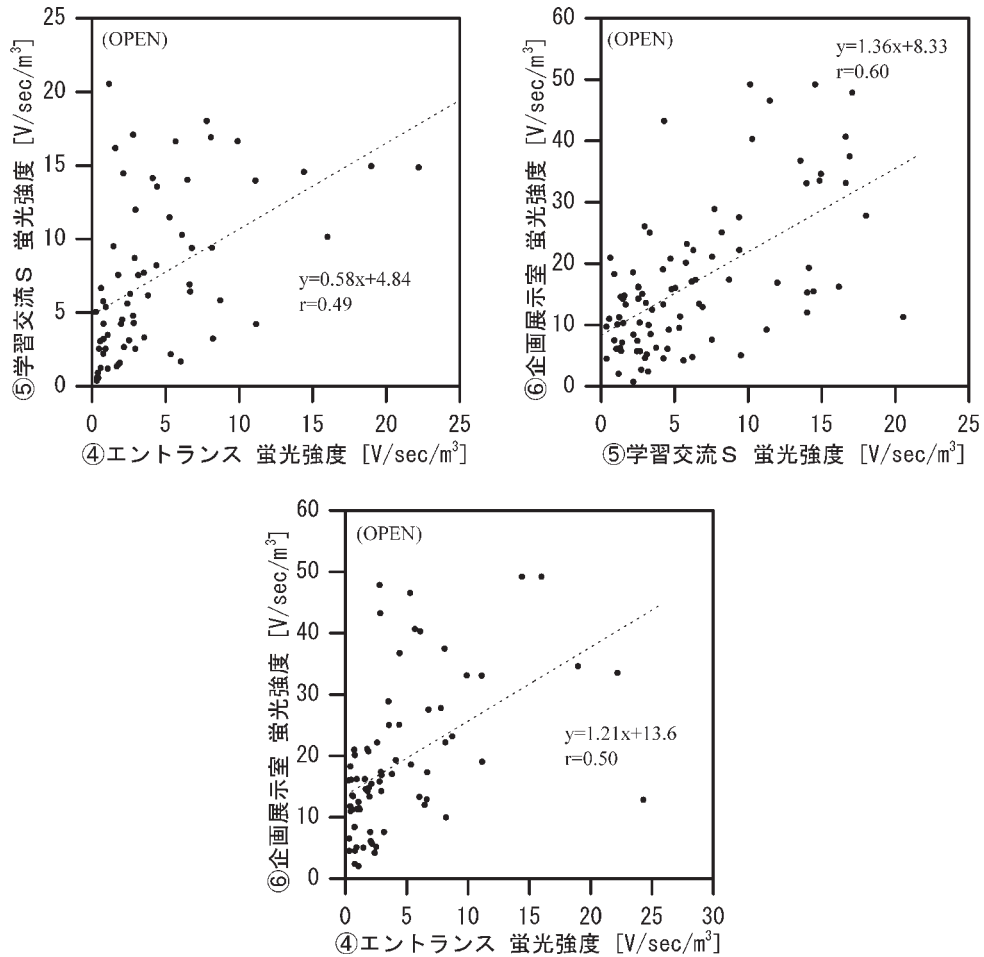 (OPEN)
y=0.58x+4.84
r=0.49
25
20
15
10
5
0
0 5 10 15 20 25
⑤学習交流S 蛍光強度 [V/sec/m³]
④エントランス 蛍光強度 [V/sec/m³]
(OPEN)
y=1.36x+8.33
r=0.60
60
50
40
30
20
10
0
0 5 10 15 20 25
⑥企画展示室 蛍光強度 [V/sec/m³]
⑤学習交流S 蛍光強度 [V/sec/m³]
(OPEN)
y=1.21x+13.6
r=0.50
60
50
40
30
20
10
0
0 5 10 15 20 25 30
⑥企画展示室 蛍光強度 [V/sec/m³]
④エントランス 蛍光強度 [V/sec/m³]